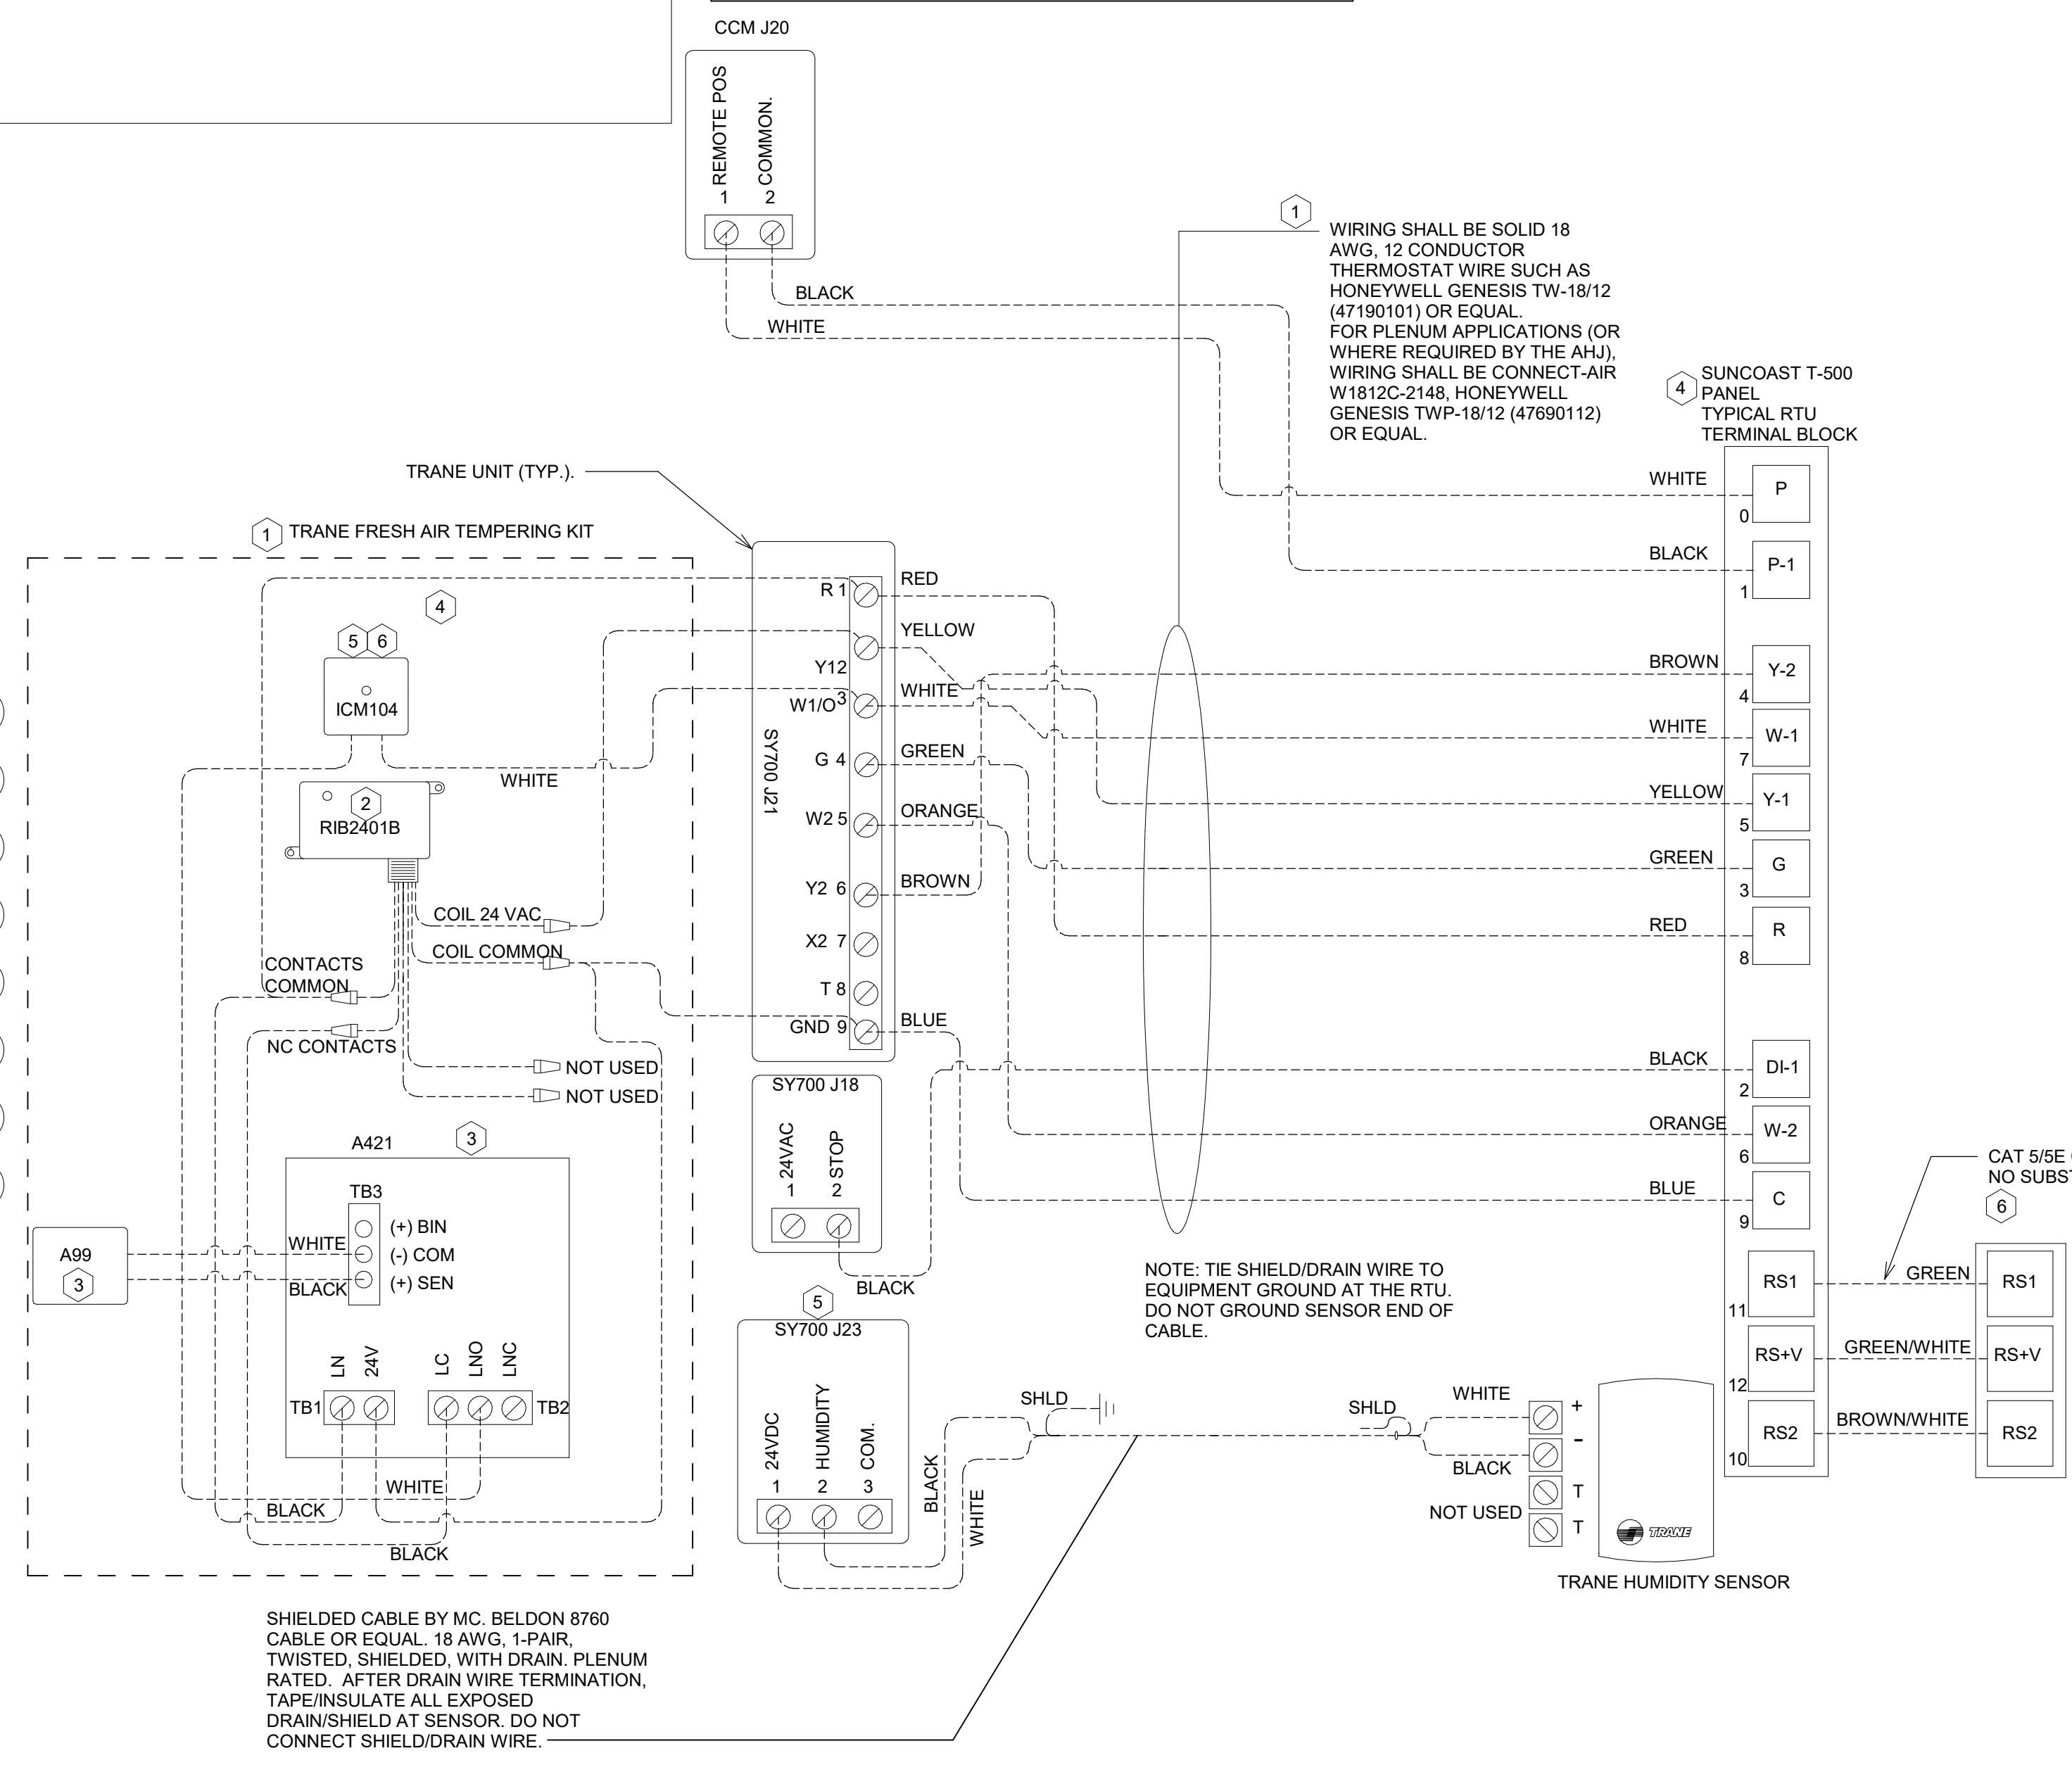 CCM J20
REMOTE POS
COMMON.
1 2
BLACK
WHITE
1
WIRING SHALL BE SOLID 18
AWG, 12 CONDUCTOR
THERMOSTAT WIRE SUCH AS
HONEYWELL GENESIS TW-18/12
(47190101) OR EQUAL.
FOR PLENUM APPLICATIONS (OR
WHERE REQUIRED BY THE AHJ),
WIRING SHALL BE CONNECT-AIR
W1812C-2148, HONEYWELL
GENESIS TWP-18/12 (47690112)
OR EQUAL.
4
SUNCOAST T-500
PANEL
TYPICAL RTU
TERMINAL BLOCK
TRANE UNIT (TYP.).
1 TRANE FRESH AIR TEMPERING KIT
4
5 6
ICM104
WHITE
2
RIB2401B
COIL 24 VAC
COIL COMMON
CONTACTS
COMMON
NC CONTACTS
NOT USED
NOT USED
3
A421
TB3
(+) BIN
(-) COM
(+) SEN
WHITE
BLACK
A99
3
LN
24V
LC
LNO
LNC
TB1
TB2
WHITE
BLACK
BLACK
SY700 J21
R 1
RED
YELLOW
Y12
W1/O 3
WHITE
G 4
GREEN
W2 5
ORANGE
Y2 6
BROWN
X2 7
T 8
GND 9
BLUE
SY700 J18
24VAC
STOP
1 2
BLACK
5
SY700 J23
24VDC
HUMIDITY
COM.
1 2 3
BLACK
WHITE
SHLD
SHLD
WHITE
BLACK
NOT USED
+
-
T
T
TRANE
TRANE HUMIDITY SENSOR
NOTE: TIE SHIELD/DRAIN WIRE TO
EQUIPMENT GROUND AT THE RTU.
DO NOT GROUND SENSOR END OF
CABLE.
WHITE
P
0
BLACK
P-1
1
BROWN
Y-2
4
WHITE
W-1
7
YELLOW
Y-1
5
GREEN
G
3
RED
R
8
BLACK
DI-1
2
ORANGE
W-2
6
BLUE
C
9
RS1
11
GREEN
RS1
RS+V
12
GREEN/WHITE
RS+V
RS2
10
BROWN/WHITE
RS2
CAT 5/5E
NO SUBST
6
SHIELDED CABLE BY MC. BELDON 8760
CABLE OR EQUAL. 18 AWG, 1-PAIR,
TWISTED, SHIELDED, WITH DRAIN. PLENUM
RATED. AFTER DRAIN WIRE TERMINATION,
TAPE/INSULATE ALL EXPOSED
DRAIN/SHIELD AT SENSOR. DO NOT
CONNECT SHIELD/DRAIN WIRE.